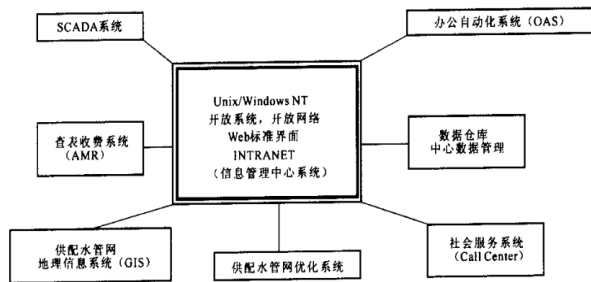 SCADA系统
办公自动化系统（OAS）
Unix/Windows NT
开放系统，开放网络
Web标准界面
INTRANET
（信息管理中心系统）
查表收费系统
（AMR）
数据仓库
中心数据管理
供配水管网
地理信息系统（GIS）
供配水管网优化系统
社会服务系统
（Call Center）